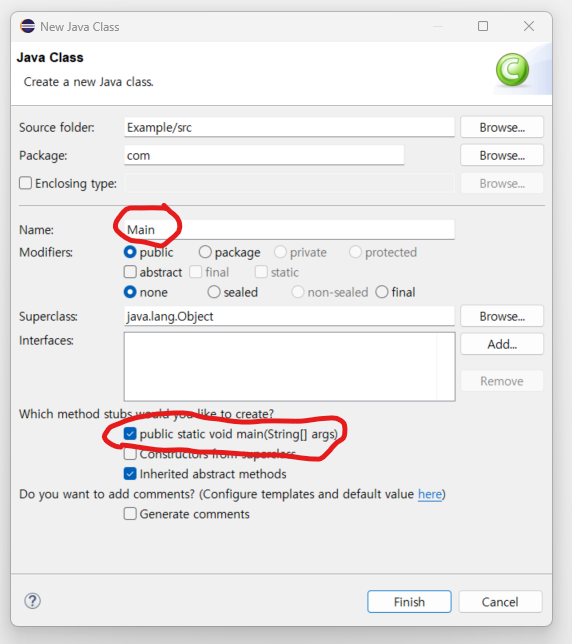 New Java Class
Java Class
Create a new Java class.
Source folder: Example/src Browse...
Package: com Browse...
Enclosing type: Browse...
Name: Main
Modifiers: public package private protected
abstract final static
none sealed non-sealed final
Superclass: java.lang.Object Browse...
Interfaces: Add...
Remove
Which method stubs would you like to create?
public static void main(String[] args)
Constructors from superclass
Inherited abstract methods
Do you want to add comments? (Configure templates and default value here)
Generate comments
? Finish Cancel